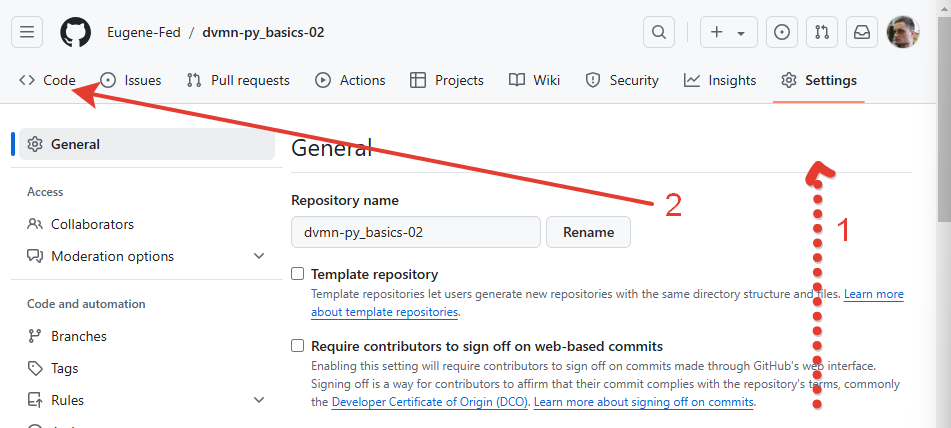 Eugene-Fed / dvmn-py_basics-02
Code Issues Pull requests Actions Projects Wiki Security Insights Settings
General
General
Access
Repository name
2
Collaborators
dvmn-py_basics-02 Rename
1
Moderation options
Template repository
Template repositories let users generate new repositories with the same directory structure and files. Learn more
about template repositories.
Code and automation
Branches
Require contributors to sign off on web-based commits
Enabling this setting will require contributors to sign off on commits made through GitHub's web interface.
Tags
Signing off is a way for contributors to affirm that their commit complies with the repository's terms, commonly
Rules
the Developer Certificate of Origin (DCO). Learn more about signing off on commits.